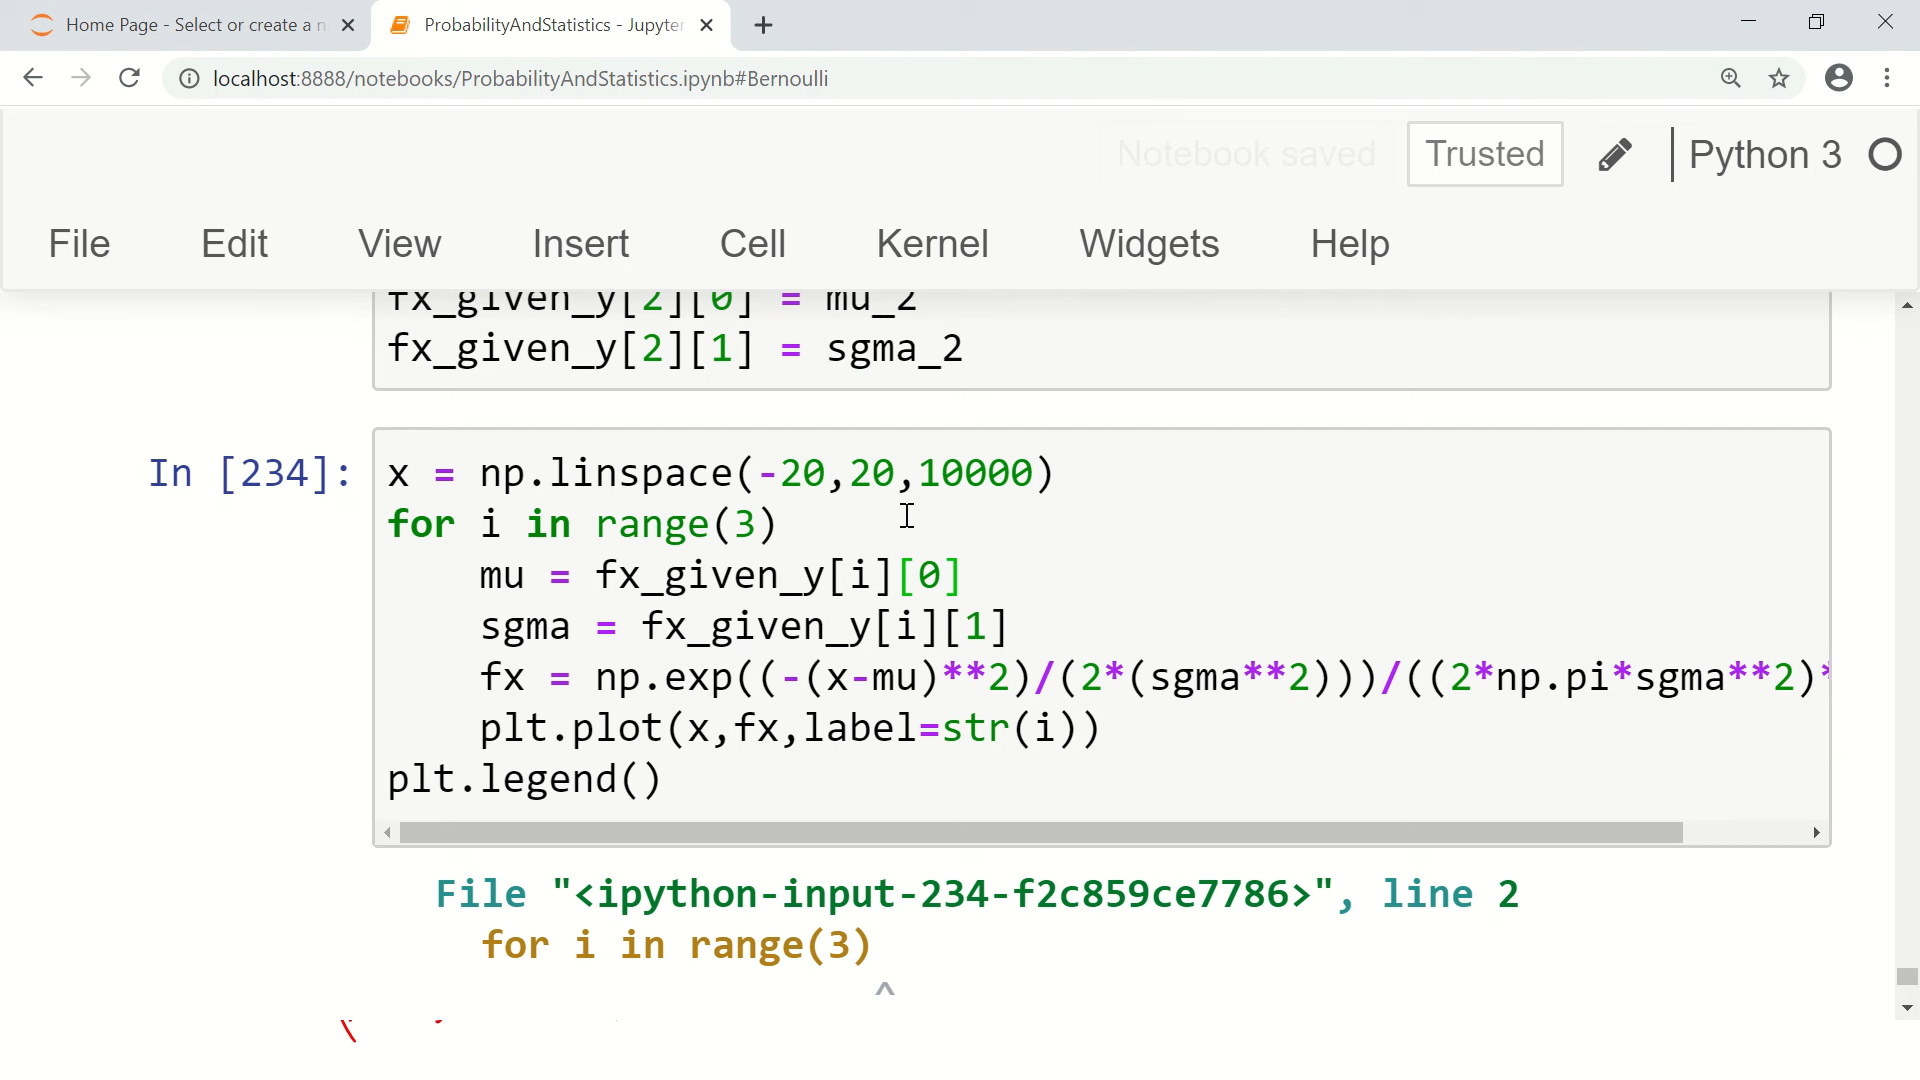 Home Page - Select or create a n
ProbabilityAndStatistics - Jupyter
localhost:8888/notebooks/ProbabilityAndStatistics.ipynb#Bernoulli
Notebook saved
Trusted
Python 3
File
Edit
View
Insert
Cell
Kernel
Widgets
Help
fx_given_y[2][0] = mu_2
fx_given_y[2][1] = sgma_2
In [234]:
x = np.linspace(-20,20,10000)
for i in range(3)
    mu = fx_given_y[i][0]
    sgma = fx_given_y[i][1]
    fx = np.exp((-(x-mu)**2)/(2*(sgma**2)))/((2*np.pi*sgma**2)*
    plt.plot(x,fx,label=str(i))
plt.legend()
File "<ipython-input-234-f2c859ce7786>", line 2
for i in range(3)
^